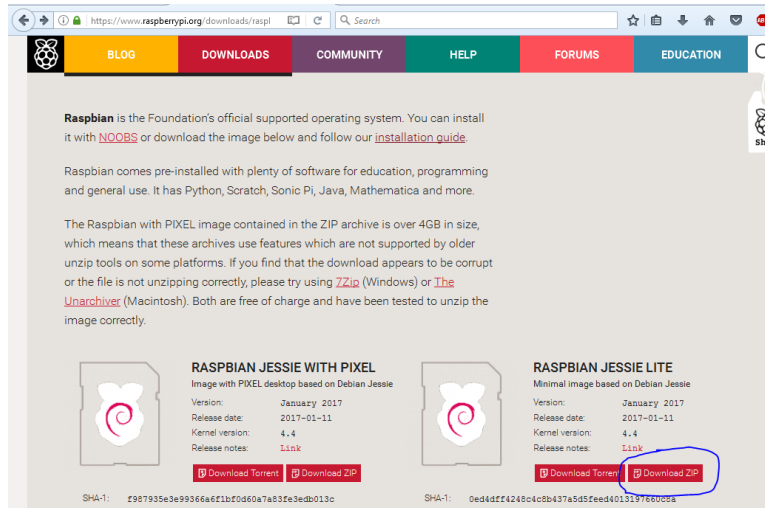 https://www.raspberrypi.org/downloads/raspl
Search
BLOG DOWNLOADS COMMUNITY HELP FORUMS EDUCATION
Raspbian is the Foundation's official supported operating system. You can install
it with NOOBS or download the image below and follow our installation guide.
Raspbian comes pre-installed with plenty of software for education, programming
and general use. It has Python, Scratch, Sonic Pi, Java, Mathematica and more.
The Raspbian with PIXEL image contained in the ZIP archive is over 4GB in size,
which means that these archives use features which are not supported by older
unzip tools on some platforms. If you find that the download appears to be corrupt
or the file is not unzipping correctly, please try using 7Zip (Windows) or The
Unarchiver (Macintosh). Both are free of charge and have been tested to unzip the
image correctly.
RASPBIAN JESSIE WITH PIXEL
Image with PIXEL desktop based on Debian Jessie
Version: January 2017
Release date: 2017-01-11
Kernel version: 4.4
Release notes: Link
Download Torrent Download ZIP
SHA-1: f987935e3e99366a6f1bf0d60a7a83fe3edb013c
RASPBIAN JESSIE LITE
Minimal image based on Debian Jessie
Version: January 2017
Release date: 2017-01-11
Kernel version: 4.4
Release notes: Link
Download Torrent Download ZIP
SHA-1: 0ed4dff4248c4c8b437a5d5feed4013197660c8a
Sh